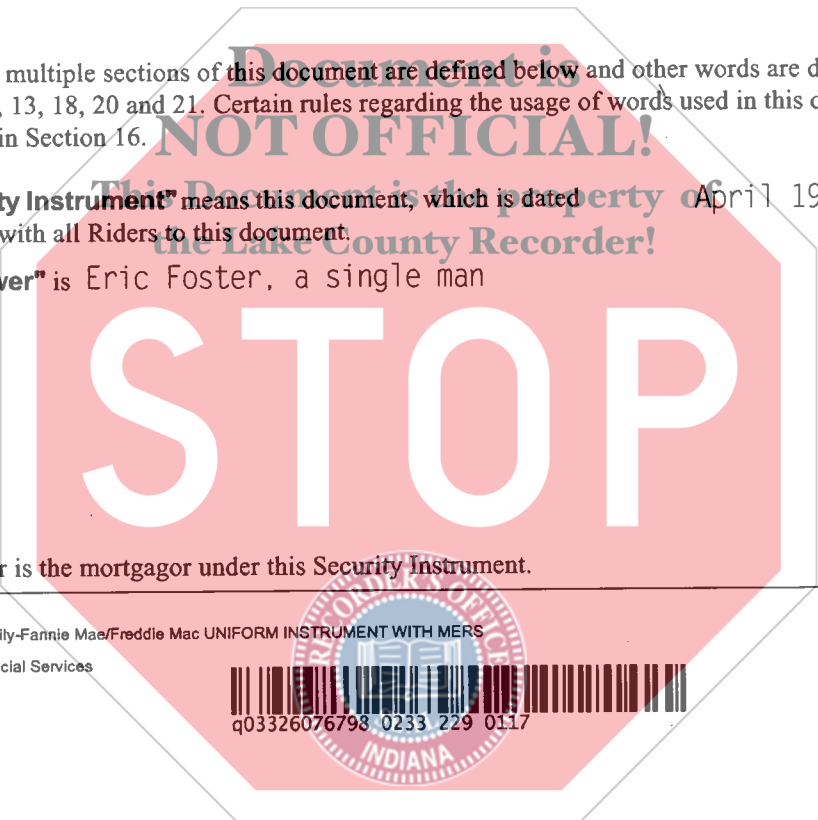 Document is
multiple sections of this document are defined below and other words are d
, 13, 18, 20 and 21. Certain rules regarding the usage of words used in this d
in Section 16.
NOT OFFICIAL!
This Document is the property of
ty Instrument" means this document, which is dated April 19
with all Riders to this document.
the Lake County Recorder!
wer" is Eric Foster, a single man
STOP
r is the mortgagor under this Security Instrument.
ily-Fannie Mae/Freddie Mac UNIFORM INSTRUMENT WITH MERS
cial Services
RECORDER'S OFFICE
q03326076798 0233 229 0117
INDIANA